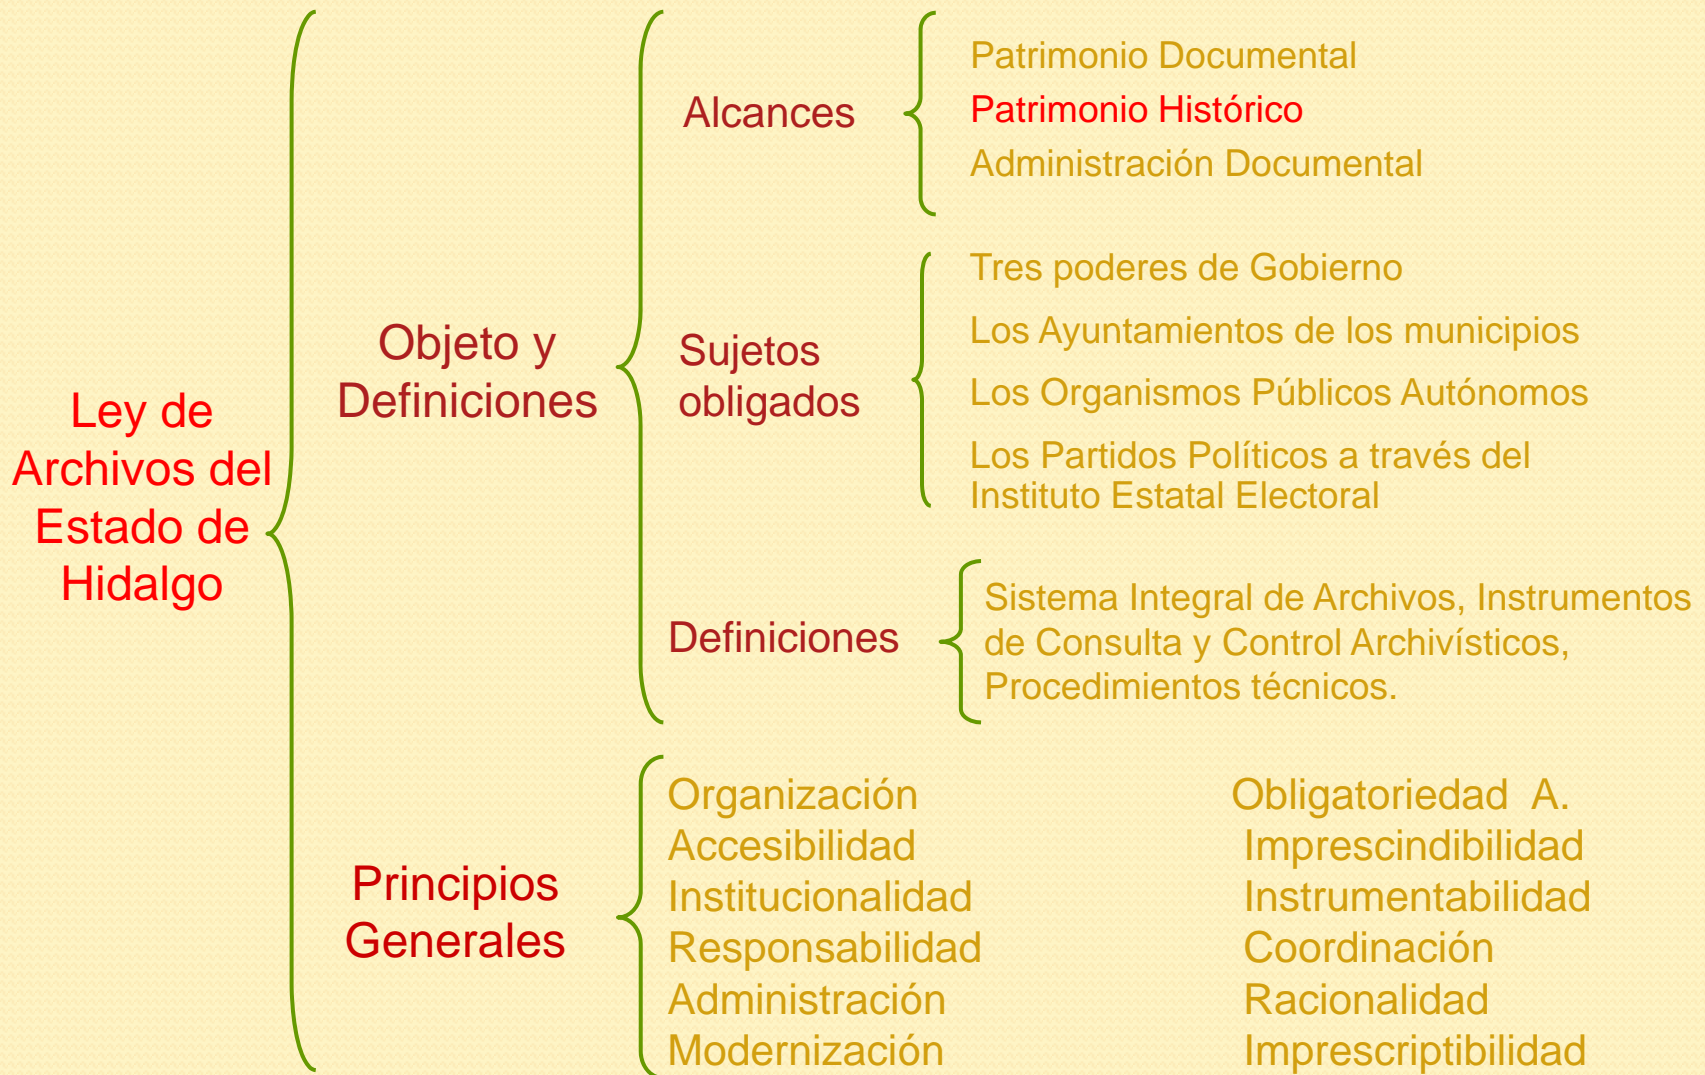 Ley de
Archivos del
Estado de
Hidalgo
Objeto y
Definiciones
Alcances
Patrimonio Documental
Patrimonio Histórico
Administración Documental
Sujetos
obligados
Tres poderes de Gobierno
Los Ayuntamientos de los municipios
Los Organismos Públicos Autónomos
Los Partidos Políticos a través del
Instituto Estatal Electoral
Definiciones
Sistema Integral de Archivos, Instrumentos
de Consulta y Control Archivísticos,
Procedimientos técnicos.
Principios
Generales
Organización
Accesibilidad
Institucionalidad
Responsabilidad
Administración
Modernización
Obligatoriedad A.
Imprescindibilidad
Instrumentabilidad
Coordinación
Racionalidad
Imprescriptibilidad